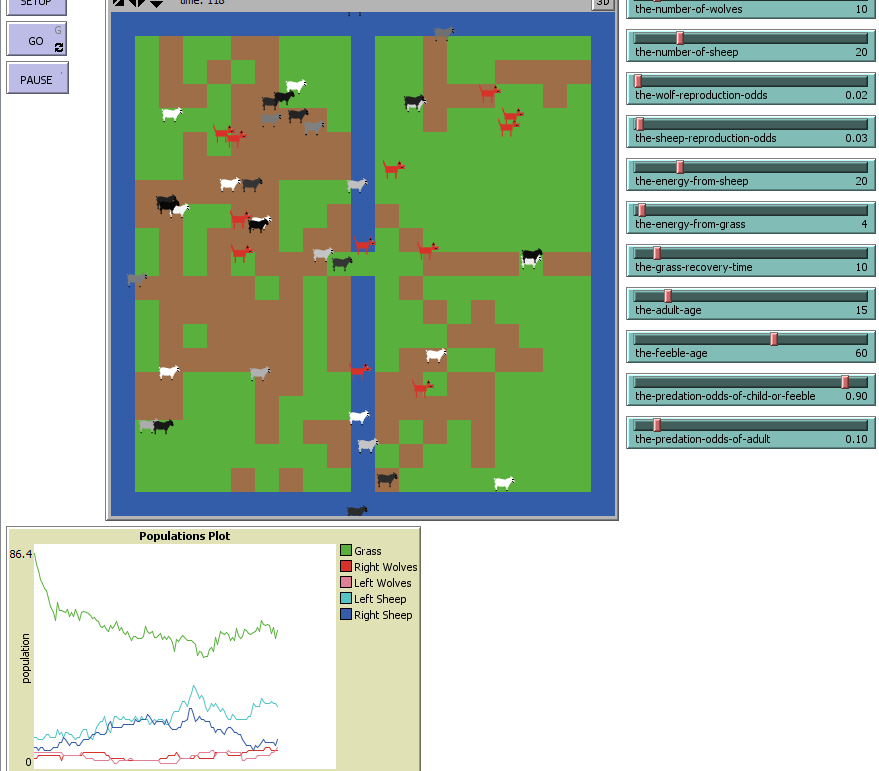 SETUP
time: 118
3D
the-number-of-wolves 10
G
GO
the-number-of-sheep 20
PAUSE
the-wolf-reproduction-odds 0.02
the-sheep-reproduction-odds 0.03
the-energy-from-sheep 20
the-energy-from-grass 4
the-grass-recovery-time 10
the-adult-age 15
the-feeble-age 60
the-predation-odds-of-child-or-feeble 0.90
the-predation-odds-of-adult 0.10
Populations Plot
86.4
population
0
Grass
Right Wolves
Left Wolves
Left Sheep
Right Sheep